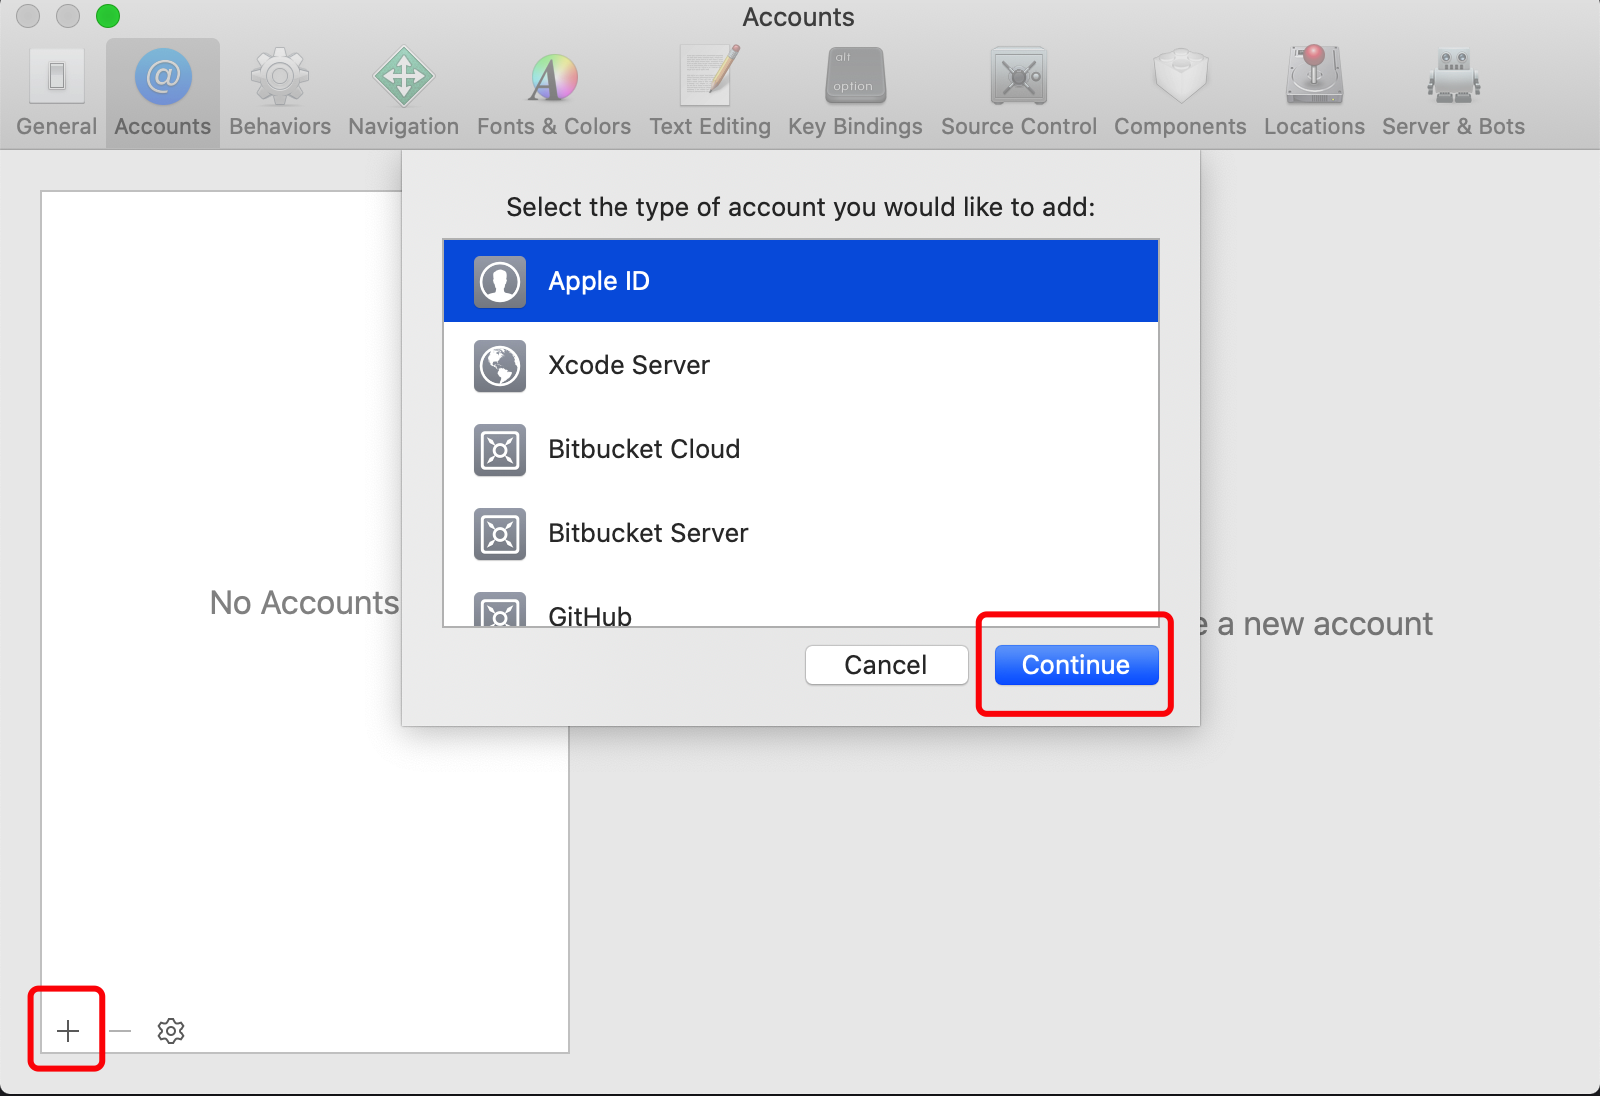 Accounts
General Accounts Behaviors Navigation Fonts & Colors Text Editing Key Bindings Source Control Components Locations Server & Bots
alt
option
Select the type of account you would like to add:
Apple ID
Xcode Server
Bitbucket Cloud
Bitbucket Server
GitHub
No Accounts
a new account
Cancel Continue